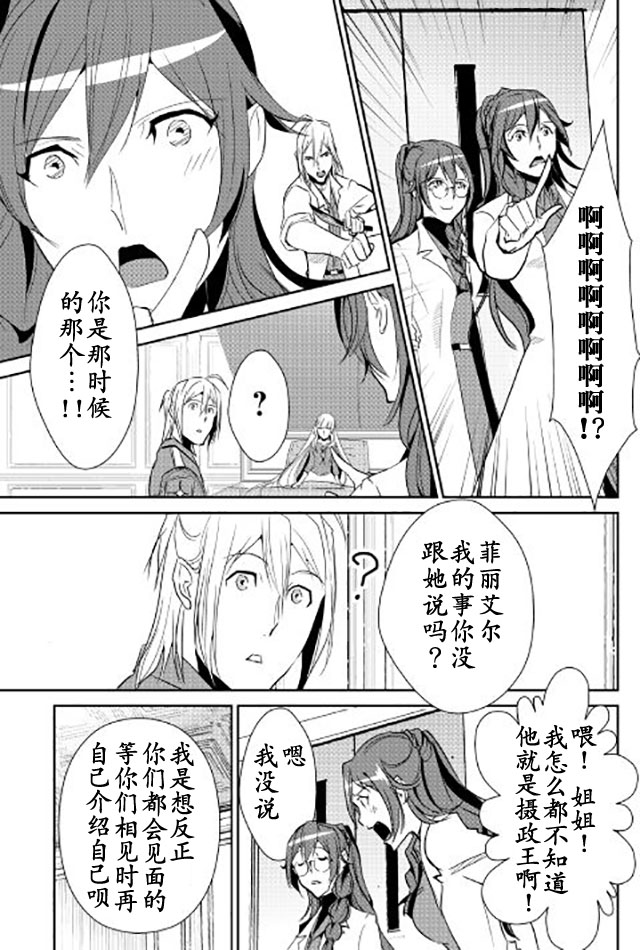 啊啊啊啊啊啊啊啊!?
你是那时候
的那个…!!
?
?
菲丽艾尔
我的事你没
跟她说吗?
喂! 姐姐!
我怎么都不知道
他就是摄政王啊!
嗯
我没说
我是想反正
你们都会见面的
等你们相见时再
自己介绍自己呗